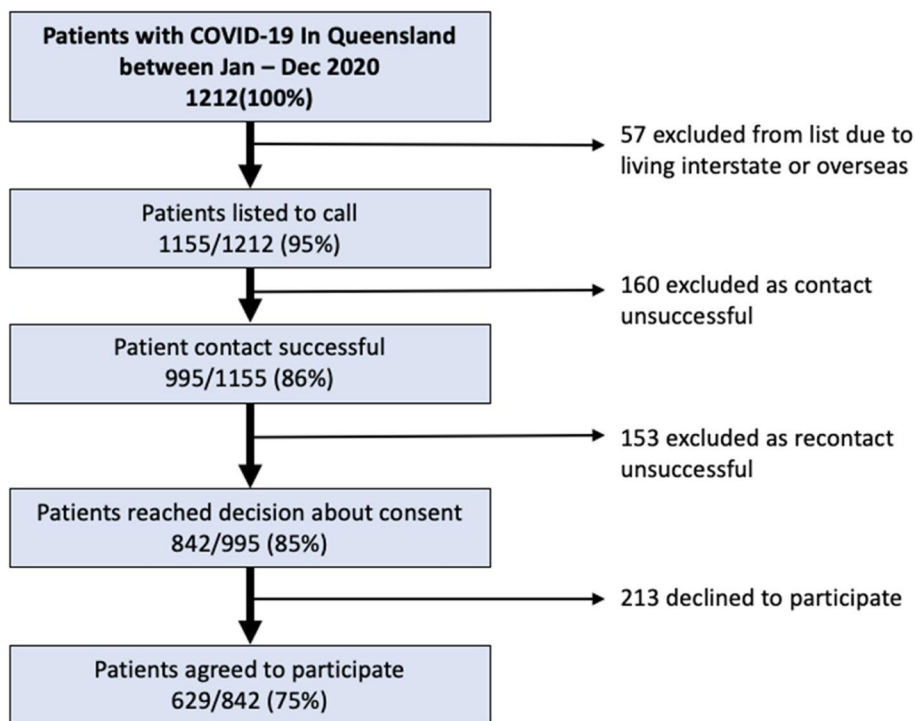 Patients with COVID-19 In Queensland
between Jan – Dec 2020
1212(100%)
57 excluded from list due to
living interstate or overseas
Patients listed to call
1155/1212 (95%)
160 excluded as contact
unsuccessful
Patient contact successful
995/1155 (86%)
153 excluded as recontact
unsuccessful
Patients reached decision about consent
842/995 (85%)
213 declined to participate
Patients agreed to participate
629/842 (75%)